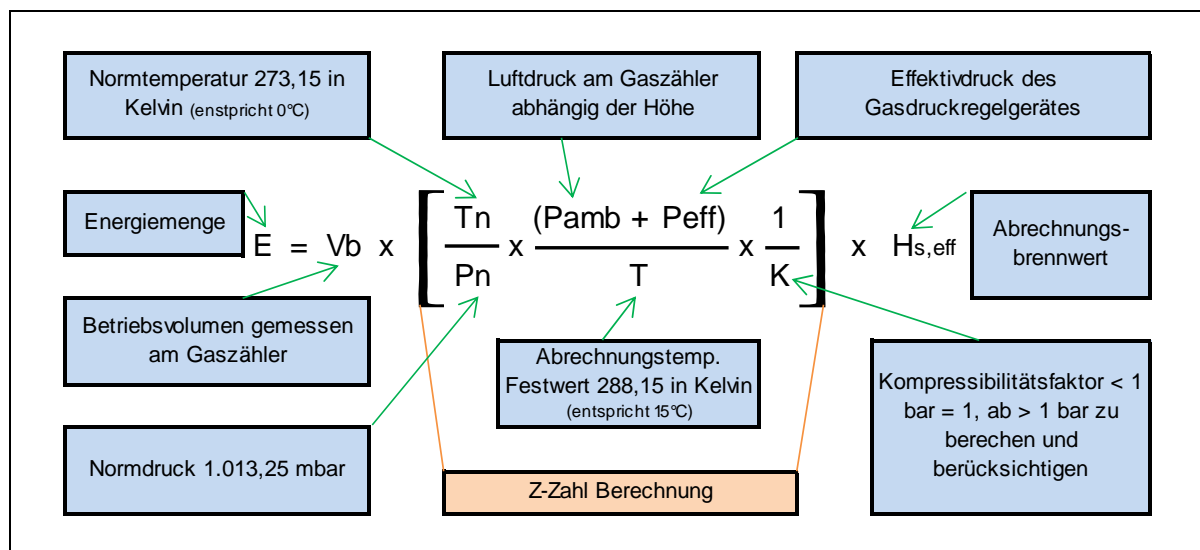 Normtemperatur 273,15 in
Kelvin (enstpricht 0°C)
Luftdruck am Gaszähler
abhängig der Höhe
Effektivdruck des
Gasdruckregelgerätes
Energiemenge
E = Vb x [ Tn / Pn x (Pamb + Peff) / T x 1 / K ] x Hs,eff
Abrechnungs-
brennwert
Betriebsvolumen gemessen
am Gaszähler
Abrechnungstemp.
Festwert 288,15 in Kelvin
(entspricht 15°C)
Kompressibilitätsfaktor < 1
bar = 1, ab > 1 bar zu
berechen und
berücksichtigen
Normdruck 1.013,25 mbar
Z-Zahl Berechnung